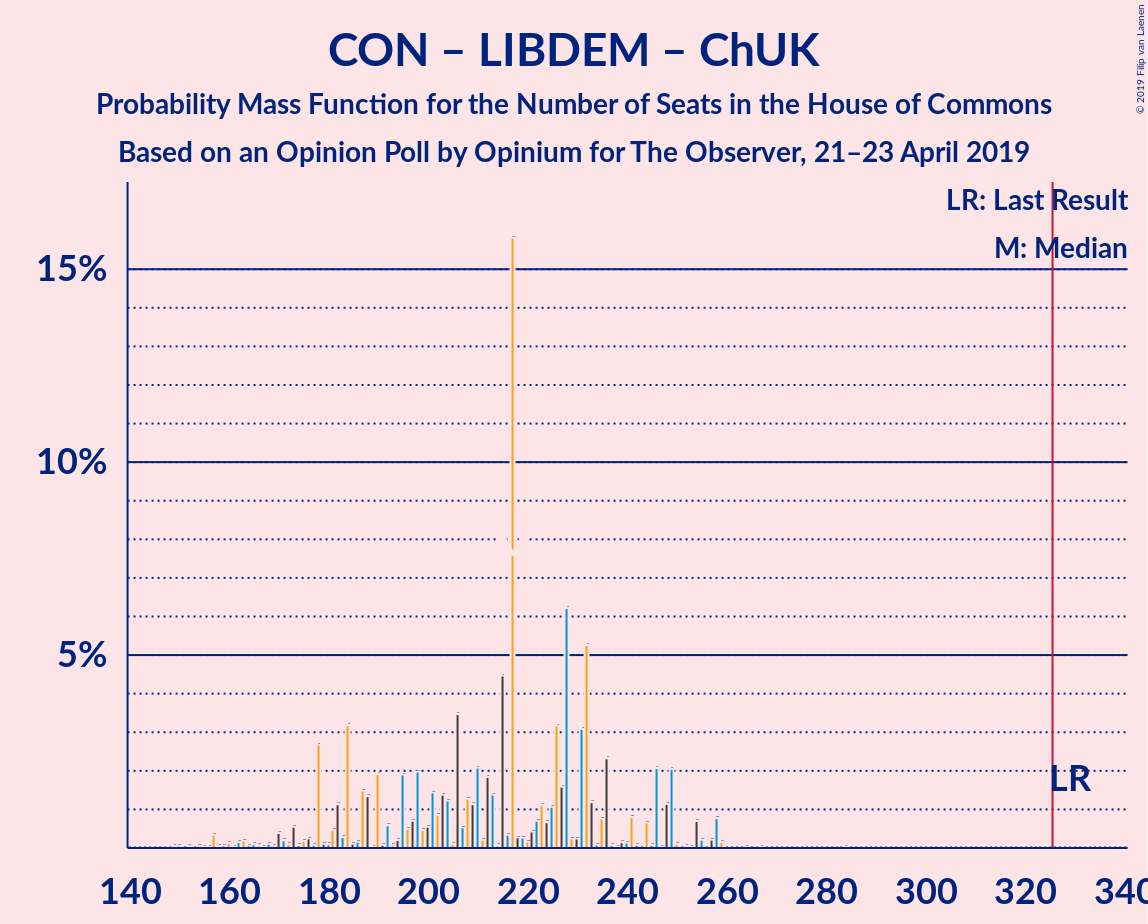 CON – LIBDEM – ChUK
Probability Mass Function for the Number of Seats in the House of Commons
Based on an Opinion Poll by Opinium for The Observer, 21–23 April 2019
© 2019 Filip van Laenen
LR: Last Result
M: Median
15%
10%
5%
LR
140 160 180 200 220 240 260 280 300 320 340